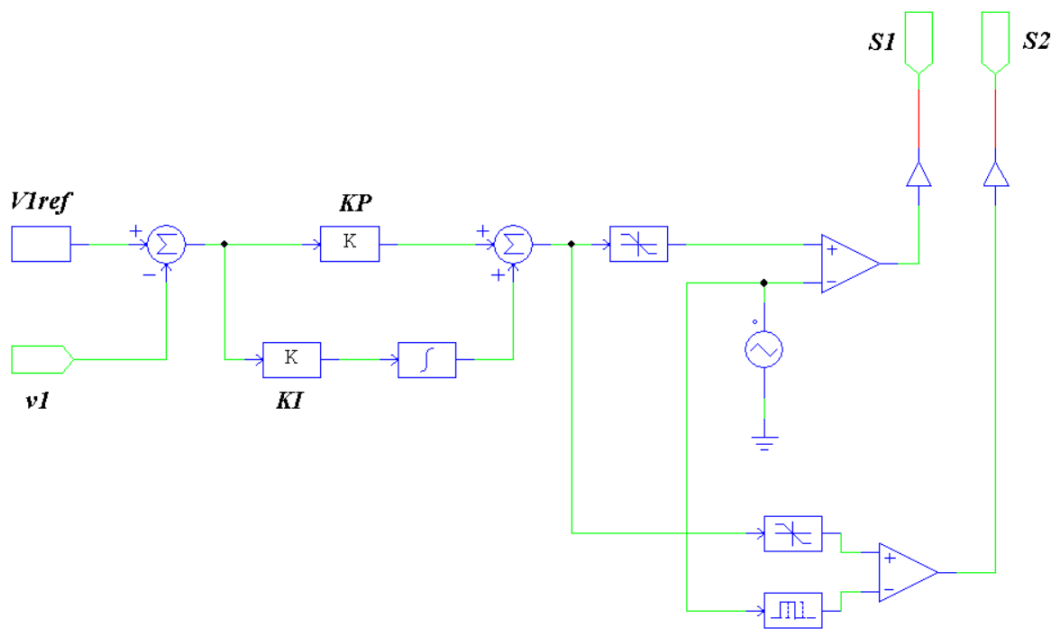 S1
S2
V1ref
KP
+
Σ
−
K
+
Σ
+
+
−
K
v1
KI
+
−